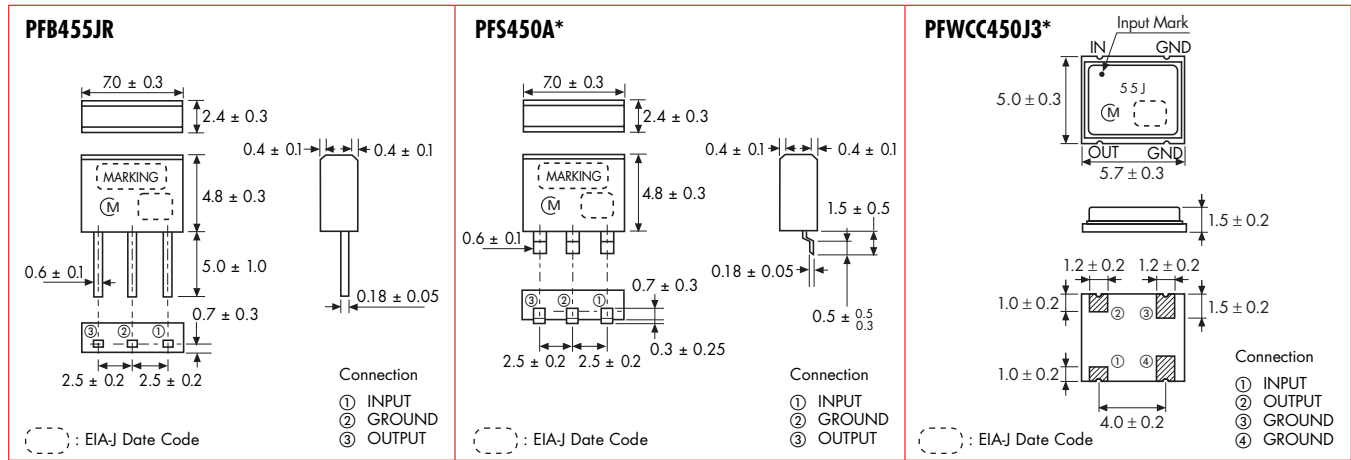 PFB455JR
7.0 ± 0.3
2.4 ± 0.3
0.4 ± 0.1
0.4 ± 0.1
MARKING
M
4.8 ± 0.3
0.6 ± 0.1
5.0 ± 1.0
0.18 ± 0.05
0.7 ± 0.3
③ ② ①
2.5 ± 0.2
2.5 ± 0.2
Connection
① INPUT
② GROUND
③ OUTPUT
: EIA-J Date Code
PFS450A*
7.0 ± 0.3
2.4 ± 0.3
0.4 ± 0.1
0.4 ± 0.1
MARKING
M
4.8 ± 0.3
1.5 ± 0.5
0.6 ± 0.1
0.18 ± 0.05
0.7 ± 0.3
③ ② ①
0.5 ± 0.5 0.3
2.5 ± 0.2
2.5 ± 0.2
0.3 ± 0.25
Connection
① INPUT
② GROUND
③ OUTPUT
: EIA-J Date Code
PFWCC450J3*
Input Mark
IN GND
55J
M
5.0 ± 0.3
OUT GND
5.7 ± 0.3
1.5 ± 0.2
1.2 ± 0.2
1.2 ± 0.2
1.0 ± 0.2
② ③
1.5 ± 0.2
① ④
1.0 ± 0.2
4.0 ± 0.2
Connection
① INPUT
② OUTPUT
③ GROUND
④ GROUND
: EIA-J Date Code